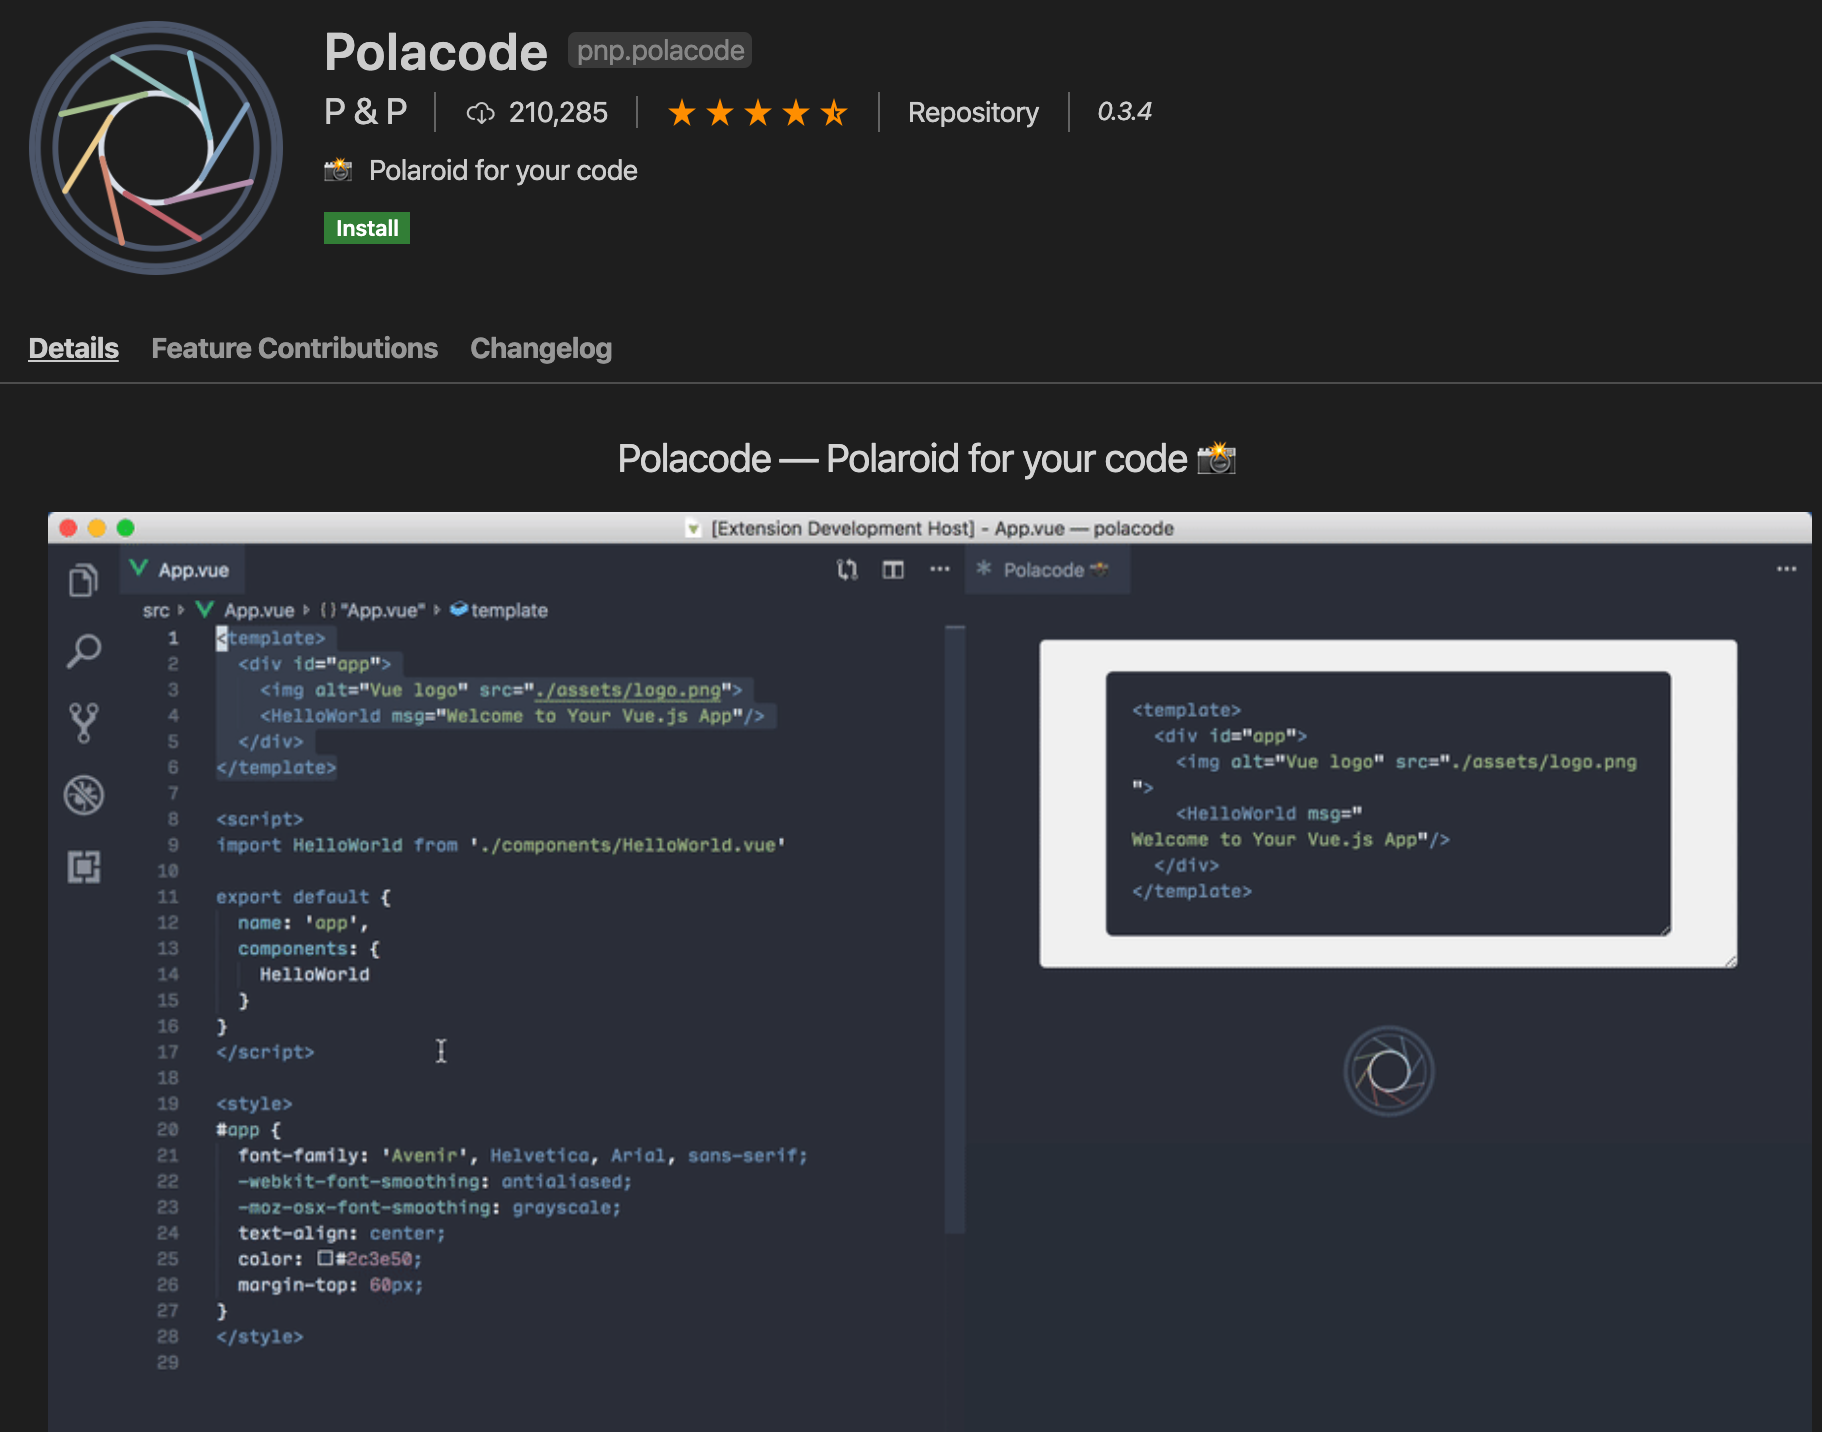 Polacode pnp.polacode
P & P 210,285 Repository 0.3.4
Polaroid for your code
Install
Details Feature Contributions Changelog
Polacode — Polaroid for your code
[Extension Development Host] - App.vue — polacode
App.vue
src App.vue {} "App.vue" template
1 <template>
2 <div id="app">
3 <img alt="Vue logo" src="./assets/logo.png">
4 <HelloWorld msg="Welcome to Your Vue.js App"/>
5 </div>
6 </template>
7
8 <script>
9 import HelloWorld from './components/HelloWorld.vue'
10
11 export default {
12 name: 'app',
13 components: {
14 HelloWorld
15 }
16 }
17 </script>
18
19 <style>
20 #app {
21 font-family: 'Avenir', Helvetica, Arial, sans-serif;
22 -webkit-font-smoothing: antialiased;
23 -moz-osx-font-smoothing: grayscale;
24 text-align: center;
25 color: #2c3e50;
26 margin-top: 60px;
27 }
28 </style>
29
Polacode
<template>
<div id="app">
<img alt="Vue logo" src="./assets/logo.png
">
<HelloWorld msg="
Welcome to Your Vue.js App"/>
</div>
</template>